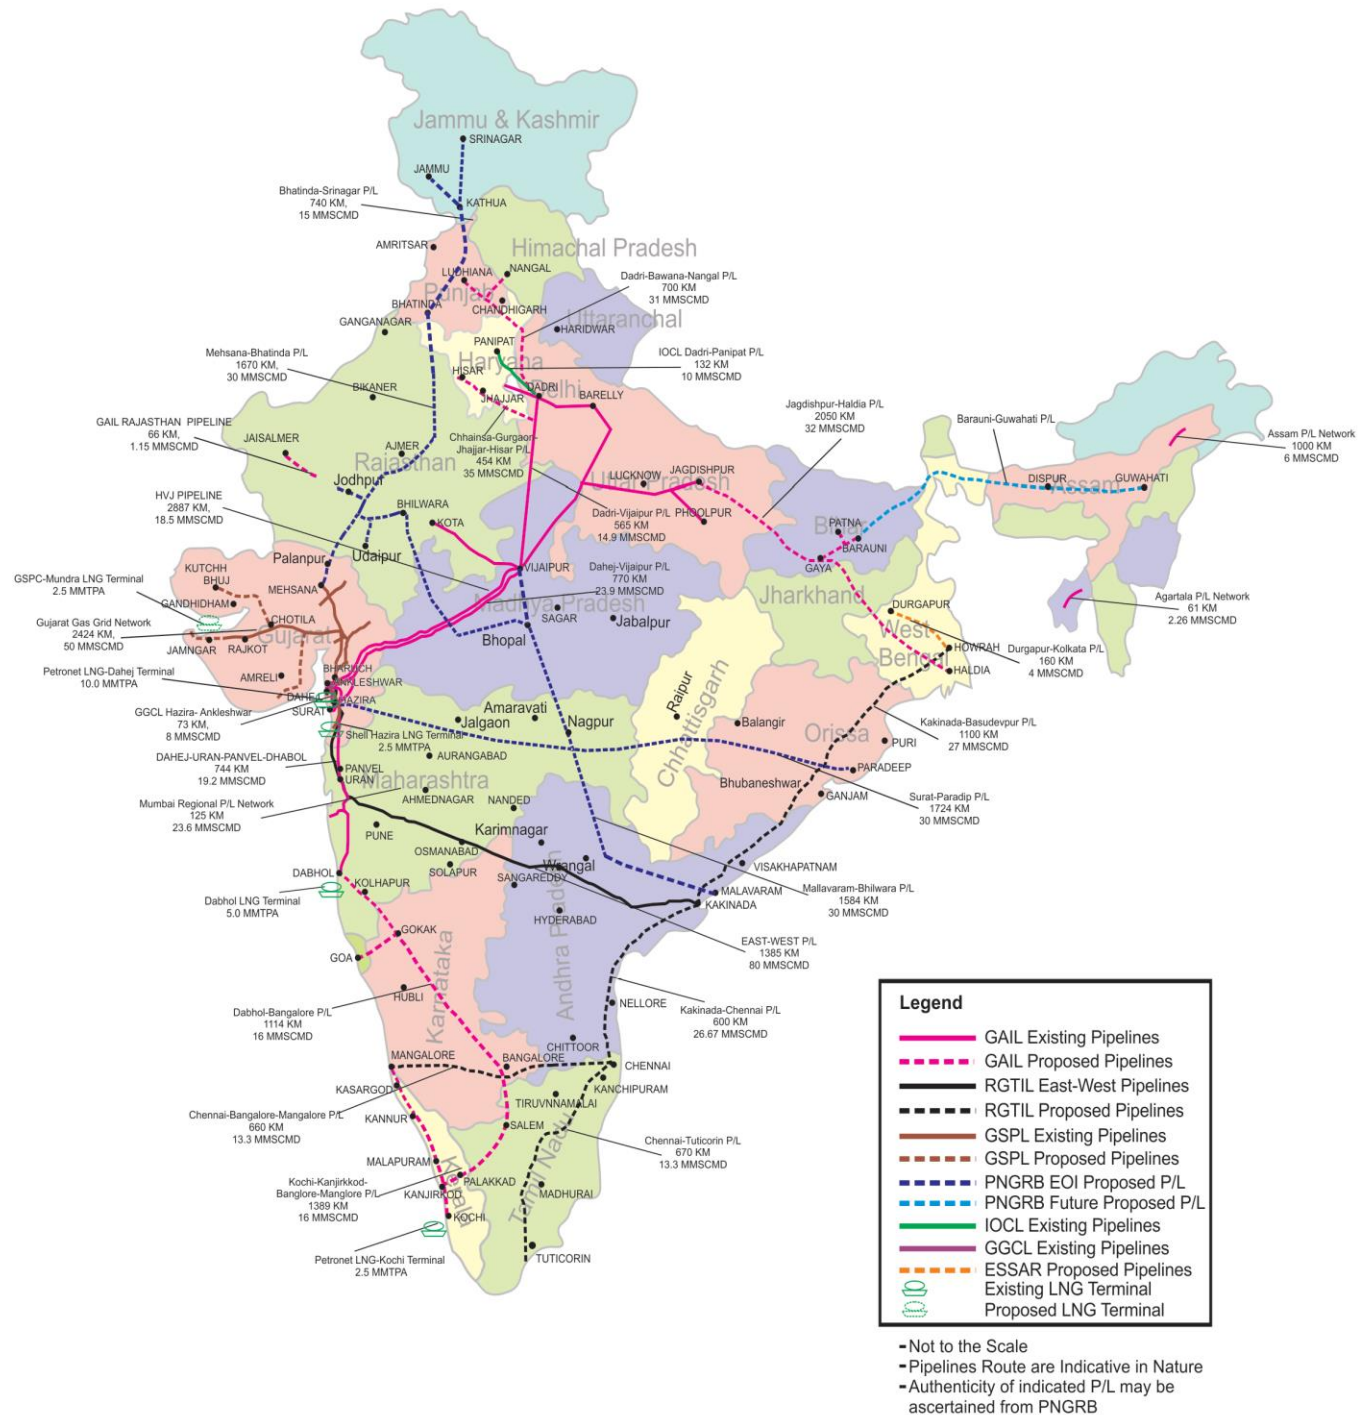 Jammu & Kashmir
SRINAGAR
JAMMU
Bhatinda-Srinagar P/L
740 KM,
15 MMSCMD
KATHUA
AMRITSAR
Himachal Pradesh
LUDHIANA
NANGAL
Punjab
Dadri-Bawana-Nangal P/L
700 KM
31 MMSCMD
BHATINDA
CHANDHIGARH
Uttaranchal
GANGANAGAR
HARIDWAR
PANIPAT
Mehsana-Bhatinda P/L
1670 KM,
30 MMSCMD
Haryana
HISAR
IOCL Dadri-Panipat P/L
132 KM
10 MMSCMD
BIKANER
Delhi
DADRI
JHAJJAR
BARELLY
GAIL RAJASTHAN PIPELINE
66 KM,
1.15 MMSCMD
Jagdishpur-Haldia P/L
2050 KM
32 MMSCMD
Barauni-Guwahati P/L
Assam P/L Network
1000 KM
6 MMSCMD
JAISALMER
AJMER
Rajasthan
Chhainsa-Gurgaon-
Jhajjar-Hisar P/L
454 KM
35 MMSCMD
Jodhpur
LUCKNOW
JAGDISHPUR
Uttar Pradesh
DISPUR
Assam
GUWAHATI
HVJ PIPELINE
2887 KM,
18.5 MMSCMD
BHILWARA
KOTA
Dadri-Vijaipur P/L
565 KM
14.9 MMSCMD
PHOOLPUR
Bihar
PATNA
BARAUNI
GAYA
Palanpur
Udaipur
VIJAIPUR
Dahej-Vijaipur P/L
770 KM
23.9 MMSCMD
KUTCHH
BHUJ
GSPC-Mundra LNG Terminal
2.5 MMTPA
MEHSANA
GANDHIDHAM
Madhya Pradesh
SAGAR
Jabalpur
Jharkhand
DURGAPUR
Agartala P/L Network
61 KM
2.26 MMSCMD
Gujarat Gas Grid Network
2424 KM,
50 MMSCMD
CHOTILA
Gujarat
JAMNGAR
RAJKOT
Bhopal
West
Bengal
HOWRAH
HALDIA
Durgapur-Kolkata P/L
160 KM
4 MMSCMD
Petronet LNG-Dahej Terminal
10.0 MMTPA
BHARUCH
ANKLESHWAR
AMRELI
DAHEJ
HAZIRA
SURAT
GGCL Hazira- Ankleshwar
73 KM,
8 MMSCMD
Shell Hazira LNG Terminal
2.5 MMTPA
Amaravati
Jalgaon
Nagpur
Raipur
Chhattisgarh
Balangir
Orissa
PURI
Kakinada-Basudevpur P/L
1100 KM
27 MMSCMD
DAHEJ-URAN-PANVEL-DHABOL
744 KM
19.2 MMSCMD
AURANGABAD
PANVEL
URAN
Maharashtra
PARADEEP
Bhubaneshwar
GANJAM
Mumbai Regional P/L Network
125 KM
23.6 MMSCMD
AHMEDNAGAR
NANDED
Surat-Paradip P/L
1724 KM
30 MMSCMD
PUNE
Karimnagar
OSMANABAD
SOLAPUR
Wrangal
SANGAREDDY
VISAKHAPATNAM
DABHOL
KOLHAPUR
Dabhol LNG Terminal
5.0 MMTPA
MALAVARAM
KAKINADA
Mallavaram-Bhilwara P/L
1584 KM
30 MMSCMD
HYDERABAD
Andhra Pradesh
GOKAK
GOA
EAST-WEST P/L
1385 KM
80 MMSCMD
Karnataka
HUBLI
NELLORE
Kakinada-Chennai P/L
600 KM
26.67 MMSCMD
Dabhol-Bangalore P/L
1114 KM
16 MMSCMD
CHITTOOR
MANGALORE
BANGALORE
CHENNAI
KASARGOD
KANCHIPURAM
TIRUVNNAMALAI
Chennai-Bangalore-Mangalore P/L
660 KM
13.3 MMSCMD
KANNUR
SALEM
Chennai-Tuticorin P/L
670 KM
13.3 MMSCMD
MALAPURAM
Kerala
Tamil Nadu
Kochi-Kanjirkkod-
Banglore-Manglore P/L
1389 KM
16 MMSCMD
PALAKKAD
KANJIRKOD
MADHURAI
KOCHI
Petronet LNG-Kochi Terminal
2.5 MMTPA
TUTICORIN
Legend
GAIL Existing Pipelines
GAIL Proposed Pipelines
RGTIL East-West Pipelines
RGTIL Proposed Pipelines
GSPL Existing Pipelines
GSPL Proposed Pipelines
PNGRB EOI Proposed P/L
PNGRB Future Proposed P/L
IOCL Existing Pipelines
GGCL Existing Pipelines
ESSAR Proposed Pipelines
Existing LNG Terminal
Proposed LNG Terminal
-Not to the Scale
-Pipelines Route are Indicative in Nature
-Authenticity of indicated P/L may be
ascertained from PNGRB